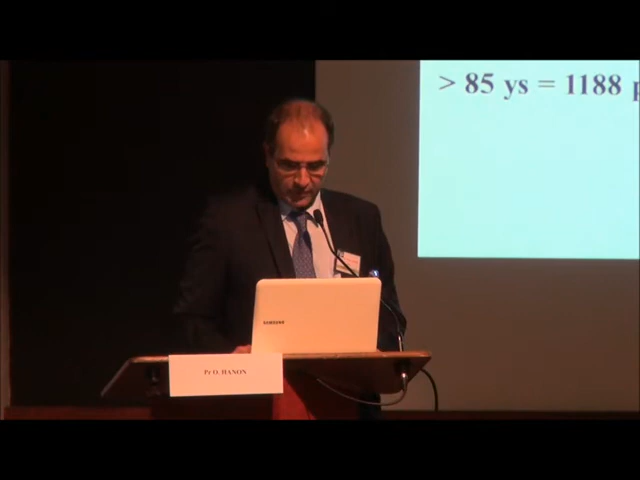 > 85 ys = 1188 p
SAMSUNG
Pr O. HANON